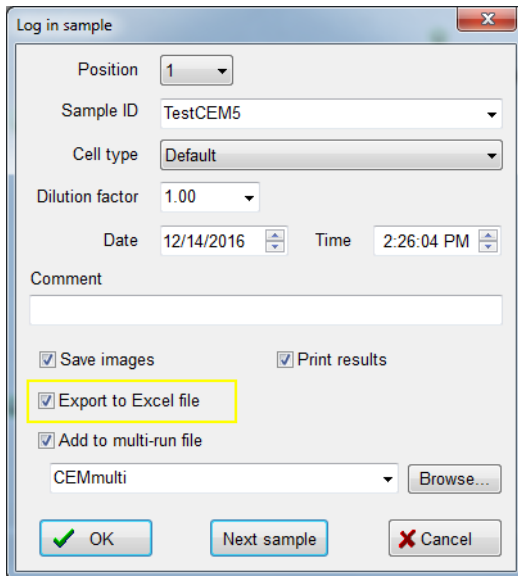 Log in sample
Position 1
Sample ID TestCEM5
Cell type Default
Dilution factor 1.00
Date 12/14/2016 Time 2:26:04 PM
Comment
Save images Print results
Export to Excel file
Add to multi-run file
CEMmulti Browse...
OK Next sample Cancel